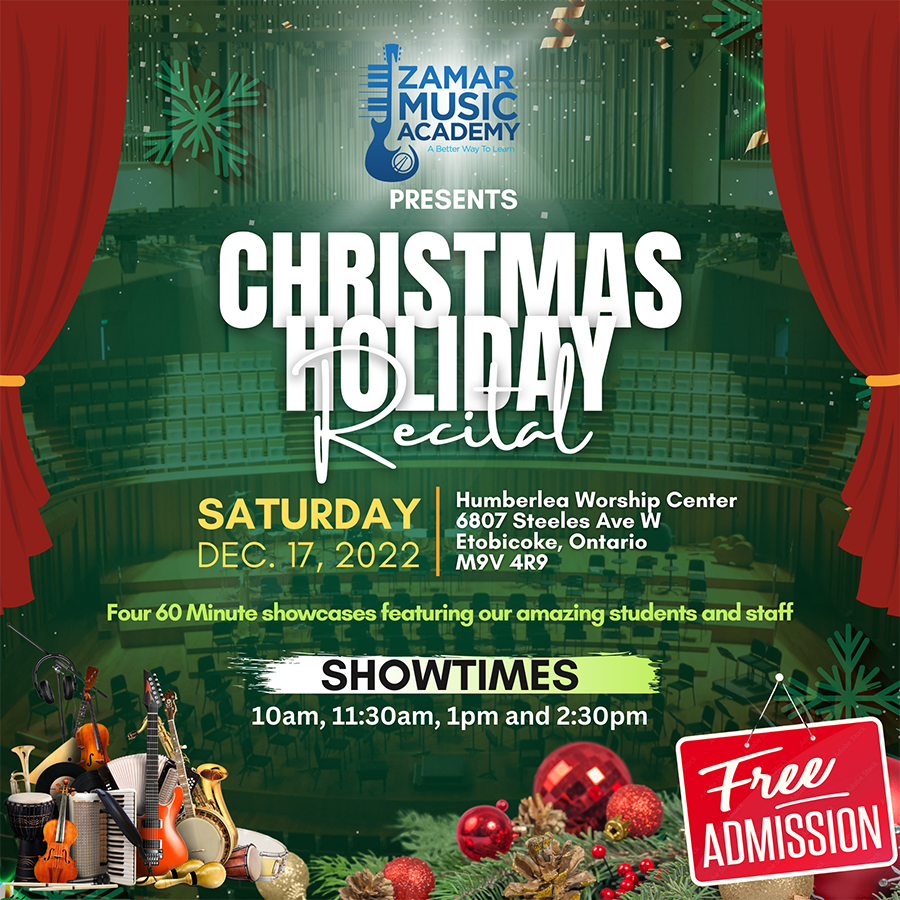 ZAMAR
MUSIC
ACADEMY
A Better Way To Learn
PRESENTS
CHRISTMAS
HOLIDAY
Recital
SATURDAY
DEC. 17, 2022
Humberlea Worship Center
6807 Steeles Ave W
Etobicoke, Ontario
M9V 4R9
Four 60 Minute showcases featuring our amazing students and staff
SHOWTIMES
10am, 11:30am, 1pm and 2:30pm
Free
ADMISSION